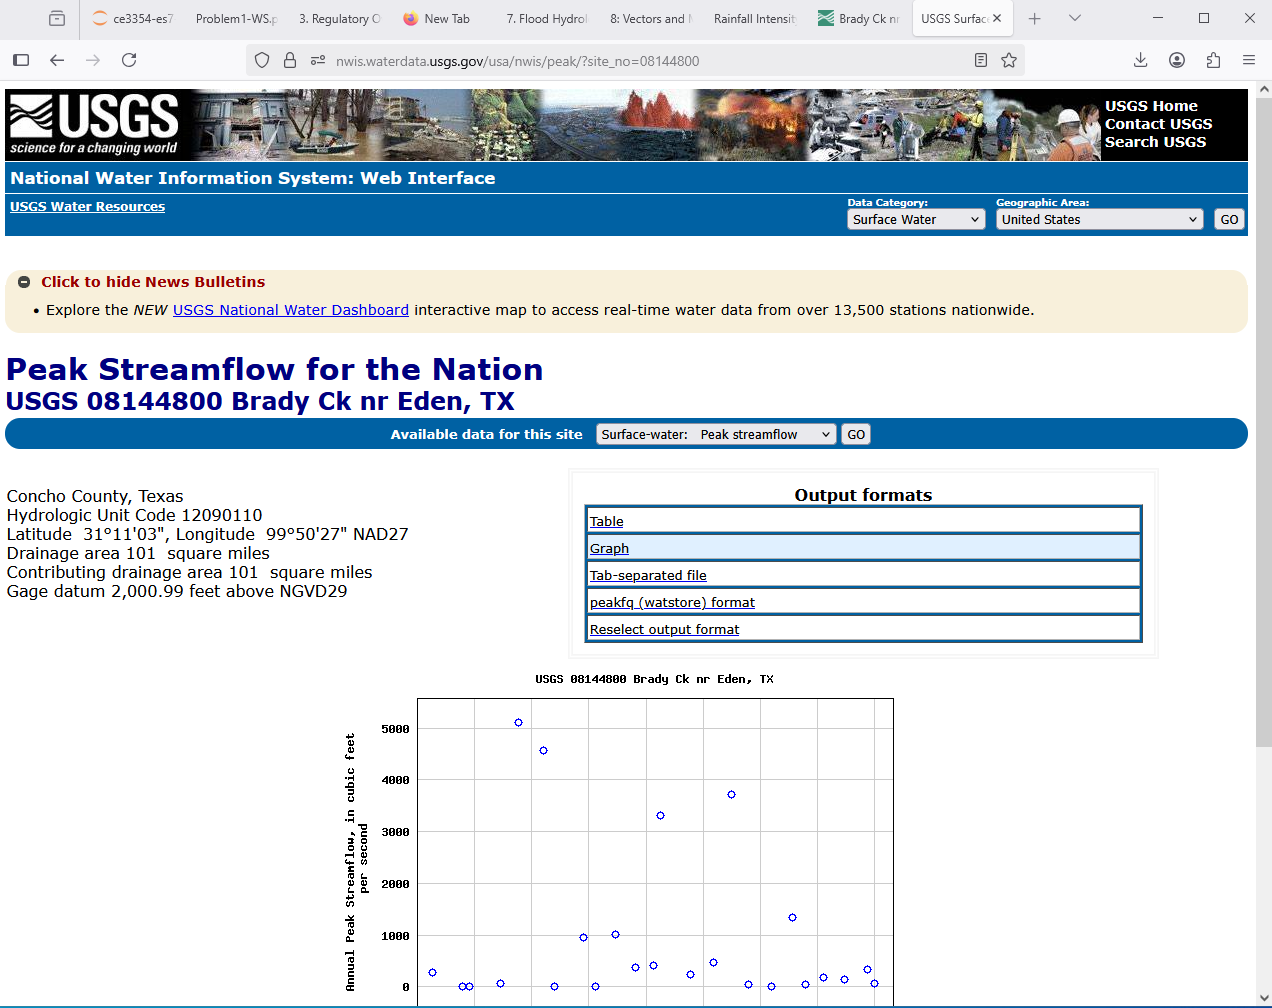 ce3354-es7
Problem1-WS.p
3. Regulatory O
New Tab
7. Flood Hydrol
8: Vectors and M
Rainfall Intensit
Brady Ck nr
USGS Surfac
nwis.waterdata.usgs.gov/usa/nwis/peak/?site_no=08144800
USGS
science for a changing world
USGS Home
Contact USGS
Search USGS
National Water Information System: Web Interface
USGS Water Resources
Data Category:
Geographic Area:
Surface Water
United States
GO
Click to hide News Bulletins
• Explore the NEW USGS National Water Dashboard interactive map to access real-time water data from over 13,500 stations nationwide.
Peak Streamflow for the Nation
USGS 08144800 Brady Ck nr Eden, TX
Available data for this site Surface-water: Peak streamflow GO
Concho County, Texas
Hydrologic Unit Code 12090110
Latitude 31°11'03", Longitude 99°50'27" NAD27
Drainage area 101 square miles
Contributing drainage area 101 square miles
Gage datum 2,000.99 feet above NGVD29
Output formats
Table
Graph
Tab-separated file
peakfq (watstore) format
Reselect output format
USGS 08144800 Brady Ck nr Eden, TX
Annual Peak Streamflow, in cubic feet
per second
5000
4000
3000
2000
1000
0